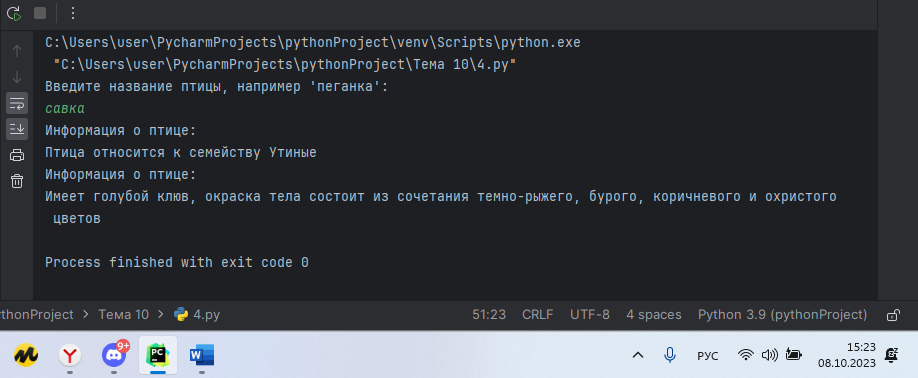 C:\Users\user\PycharmProjects\pythonProject\venv\Scripts\python.exe
"C:\Users\user\PycharmProjects\pythonProject\Тема 10\4.py"
Введите название птицы, например 'пеганка':
савка
Информация о птице:
Птица относится к семейству Утиные
Информация о птице:
Имеет голубой клюв, окраска тела состоит из сочетания темно-рыжего, бурого, коричневого и охристого
цветов
Process finished with exit code 0
thonProject > Тема 10 > 4.py 51:23 CRLF UTF-8 4 spaces Python 3.9 (pythonProject)
9+
Y
PC
W
РУС
15:23
08.10.2023